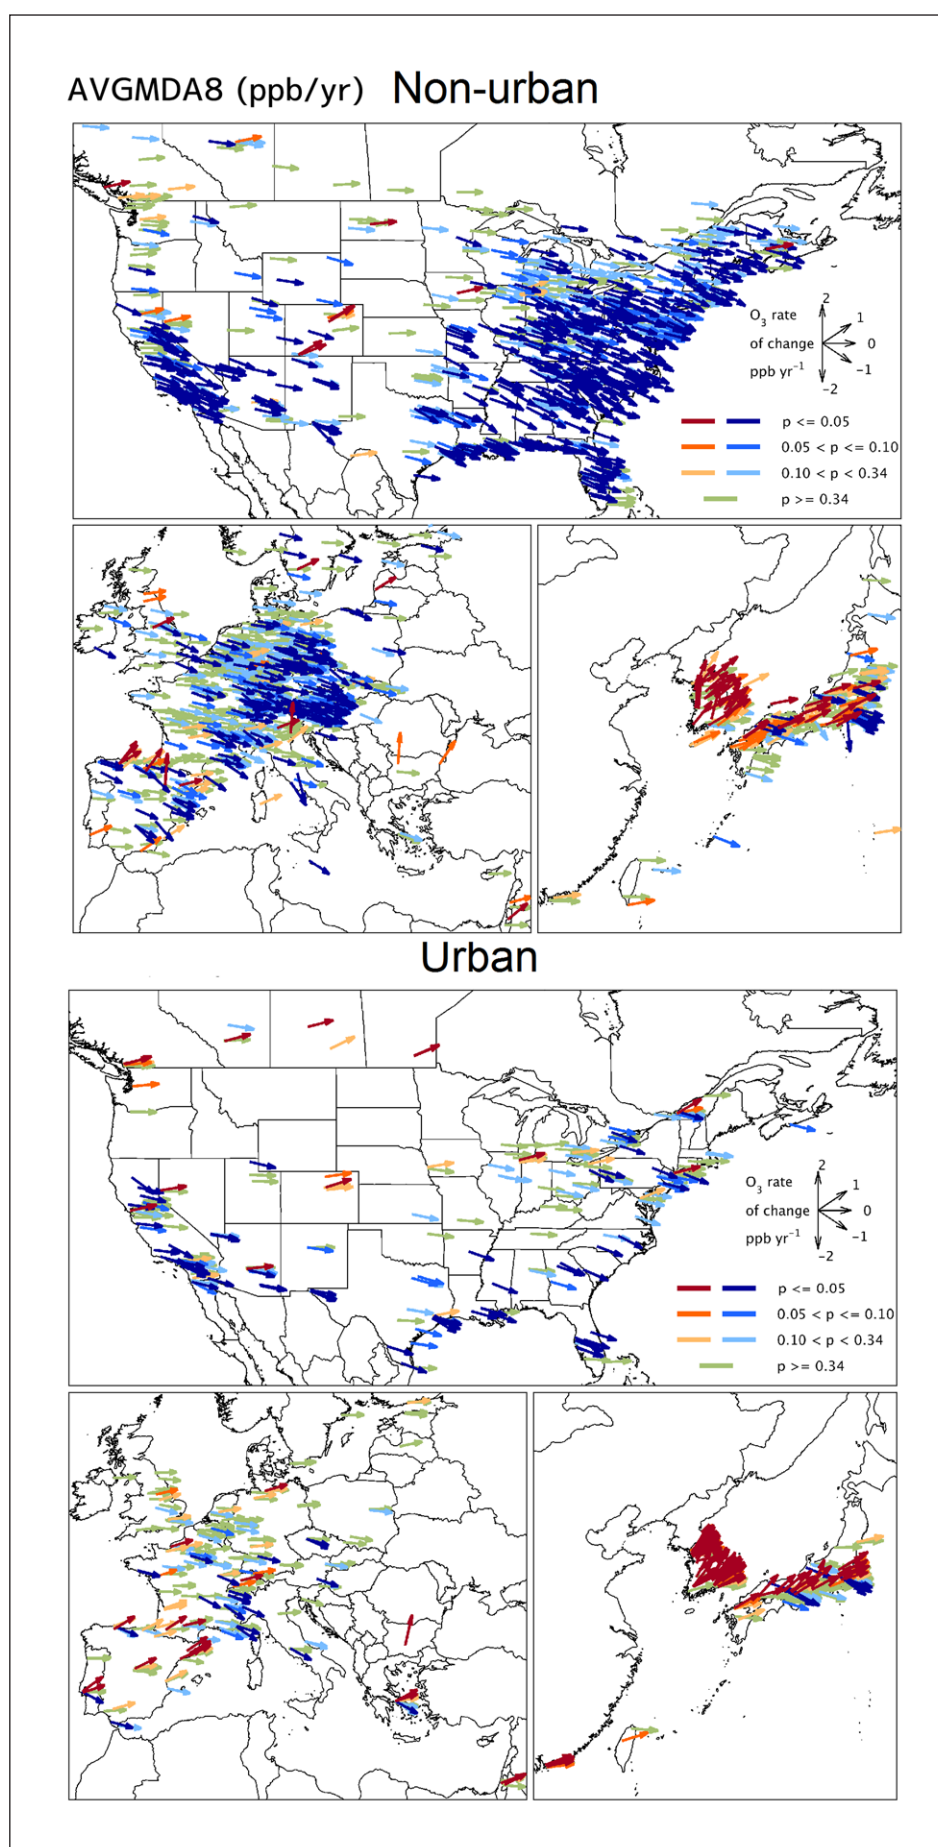 AVGMDA8 (ppb/yr) Non-urban
2
O3 rate 1
of change 0
ppb yr−1 −1
−2
p <= 0.05
0.05 < p <= 0.10
0.10 < p < 0.34
p >= 0.34
Urban
2
O3 rate 1
of change 0
ppb yr−1 −1
−2
p <= 0.05
0.05 < p <= 0.10
0.10 < p < 0.34
p >= 0.34